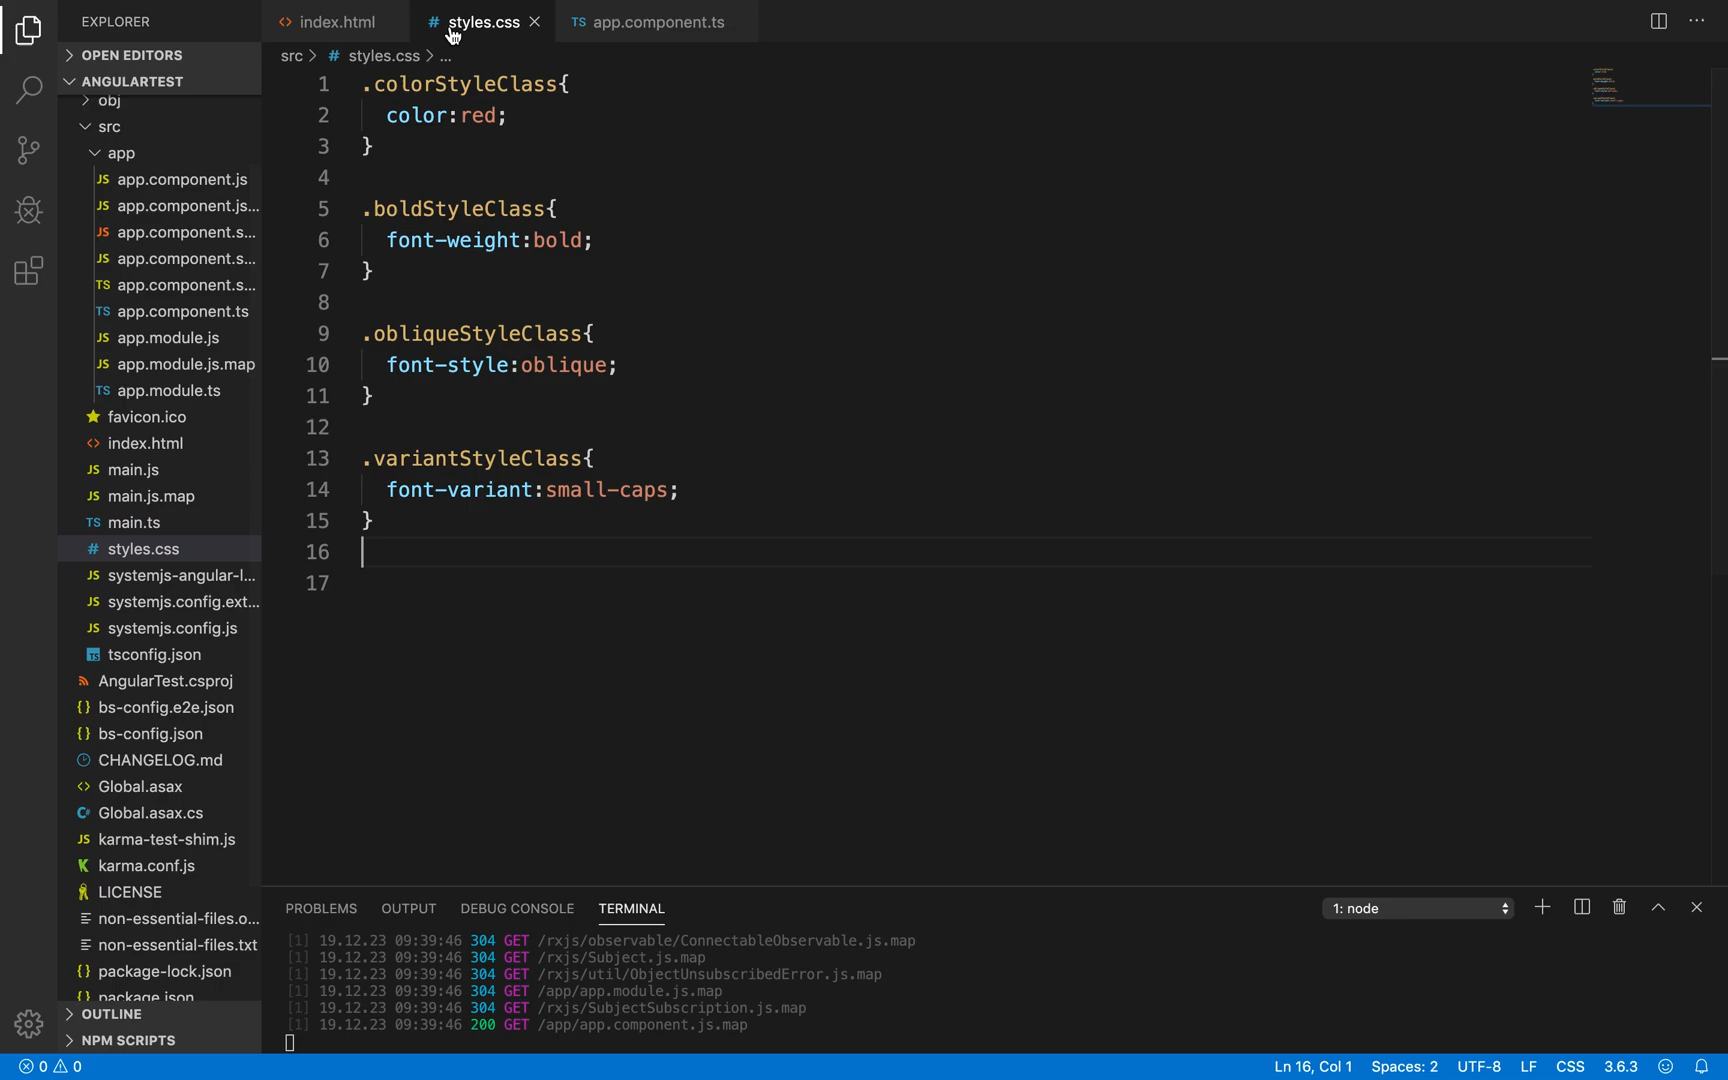 EXPLORER
OPEN EDITORS
ANGULARTEST
obj
src
app
JS app.component.js
JS app.component.js...
JS app.component.s...
JS app.component.s...
TS app.component.s...
TS app.component.ts
JS app.module.js
JS app.module.js.map
TS app.module.ts
favicon.ico
<> index.html
JS main.js
JS main.js.map
TS main.ts
# styles.css
JS systemjs-angular-l...
JS systemjs.config.ext...
JS systemjs.config.js
TS tsconfig.json
AngularTest.csproj
{} bs-config.e2e.json
{} bs-config.json
CHANGELOG.md
<> Global.asax
C# Global.asax.cs
JS karma-test-shim.js
K karma.conf.js
LICENSE
non-essential-files.o...
non-essential-files.txt
{} package-lock.json
{} package.json
OUTLINE
NPM SCRIPTS
<> index.html # styles.css TS app.component.ts
src > # styles.css > ...
1 .colorStyleClass{
2 color:red;
3 }
4
5 .boldStyleClass{
6 font-weight:bold;
7 }
8
9 .obliqueStyleClass{
10 font-style:oblique;
11 }
12
13 .variantStyleClass{
14 font-variant:small-caps;
15 }
16
17
PROBLEMS OUTPUT DEBUG CONSOLE TERMINAL 1: node
[1] 19.12.23 09:39:46 304 GET /rxjs/observable/ConnectableObservable.js.map
[1] 19.12.23 09:39:46 304 GET /rxjs/Subject.js.map
[1] 19.12.23 09:39:46 304 GET /rxjs/util/ObjectUnsubscribedError.js.map
[1] 19.12.23 09:39:46 304 GET /app/app.module.js.map
[1] 19.12.23 09:39:46 304 GET /rxjs/SubjectSubscription.js.map
[1] 19.12.23 09:39:46 200 GET /app/app.component.js.map
0 0 Ln 16, Col 1 Spaces: 2 UTF-8 LF CSS 3.6.3